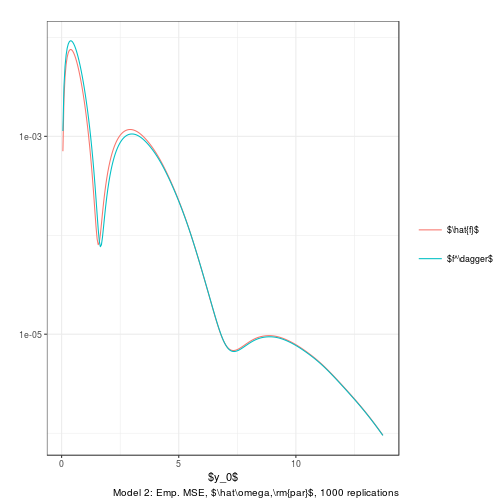 1e-03
1e-05
0
5
10
$y_0$
$\hat{f}$
$f^\dagger$
Model 2: Emp. MSE, $\hat\omega,\rm{par}$, 1000 replications